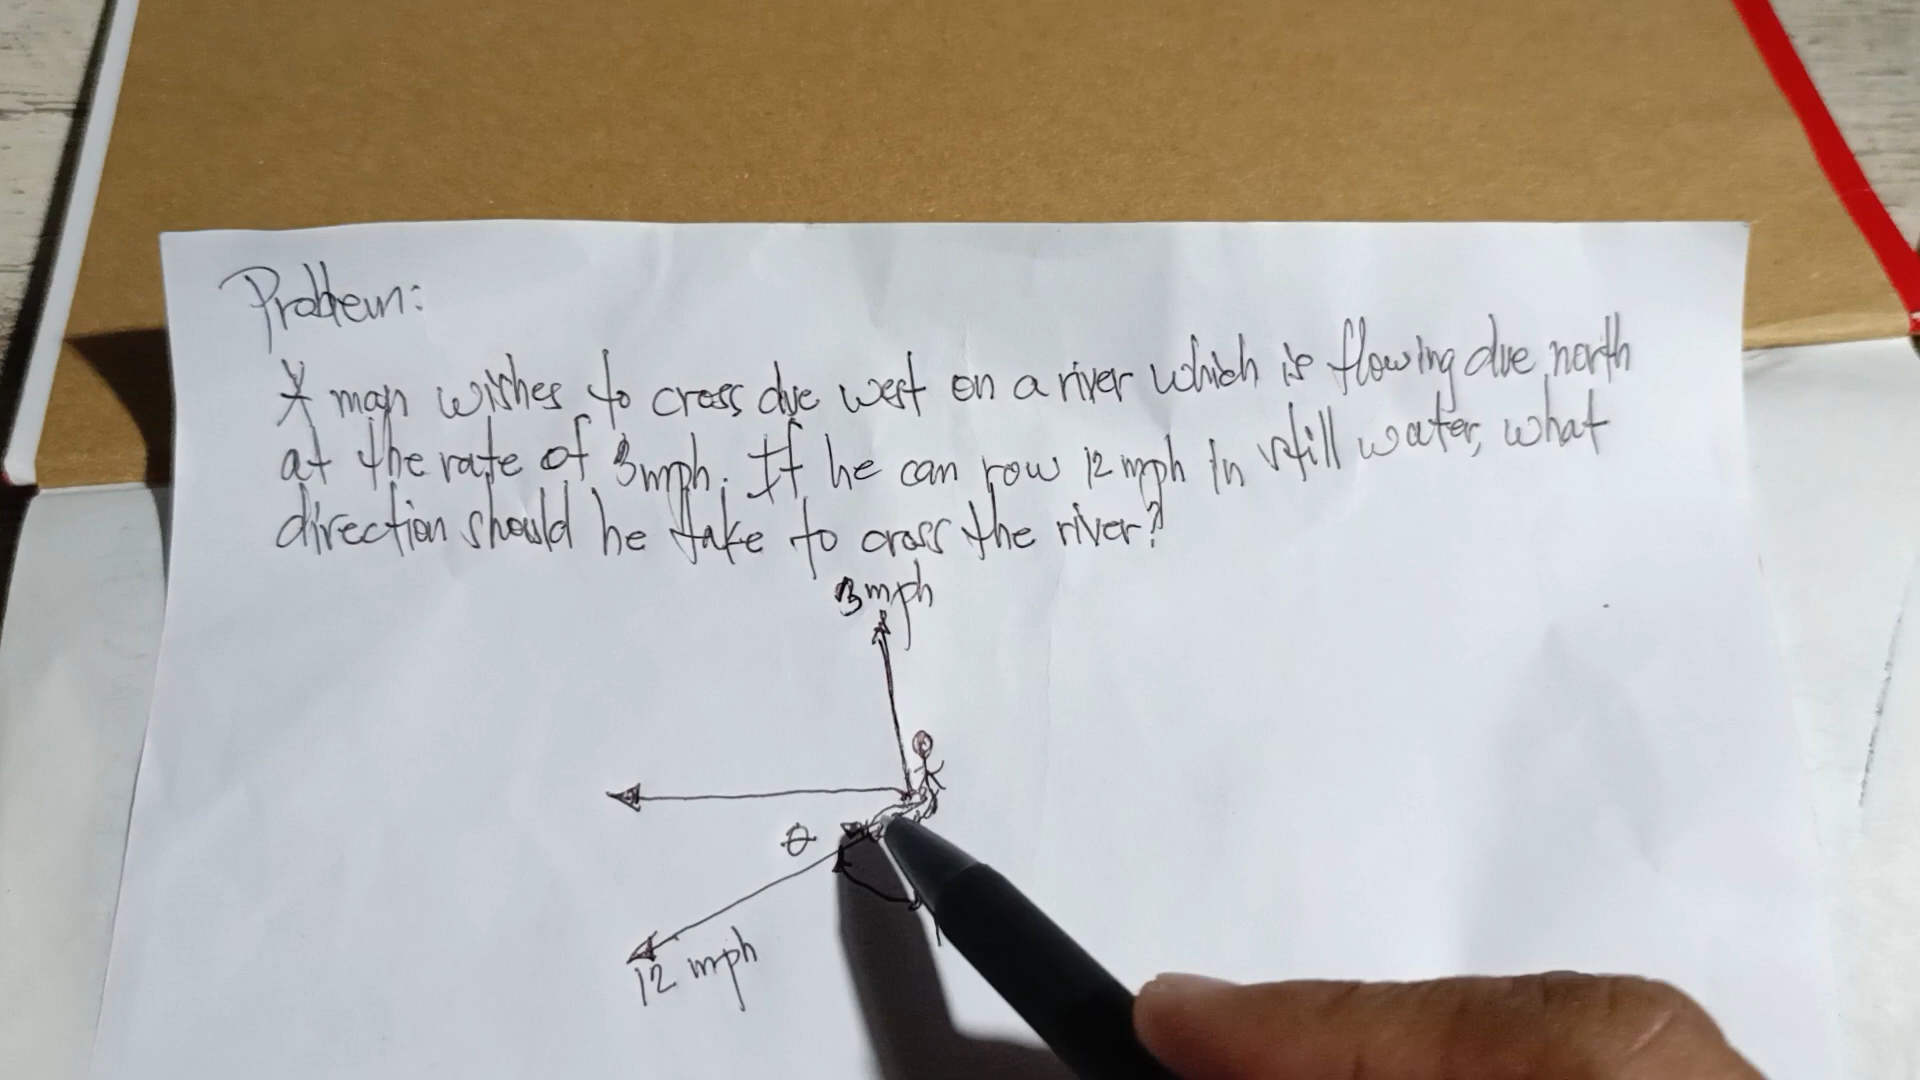 Problem:
A man wishes to cross due west on a river which is flowing due north
at the rate of 3mph. If he can row 12 mph in still water, what
direction should he take to cross the river?
3mph
θ
12 mph